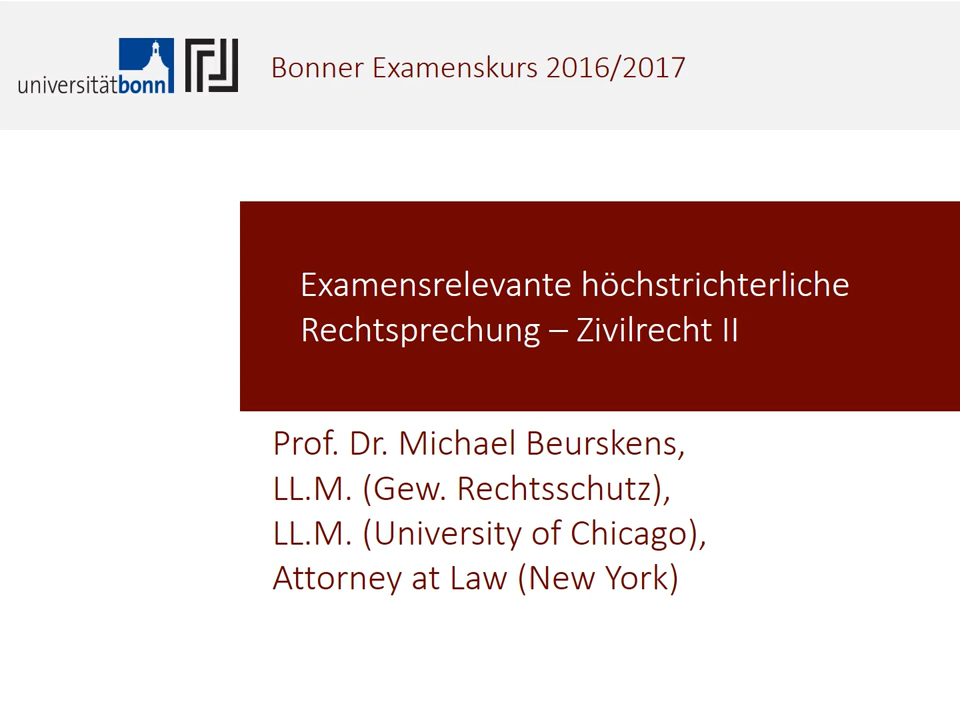 universitätbonn
Bonner Examenskurs 2016/2017
Examensrelevante höchstrichterliche
Rechtsprechung – Zivilrecht II
Prof. Dr. Michael Beurskens,
LL.M. (Gew. Rechtsschutz),
LL.M. (University of Chicago),
Attorney at Law (New York)